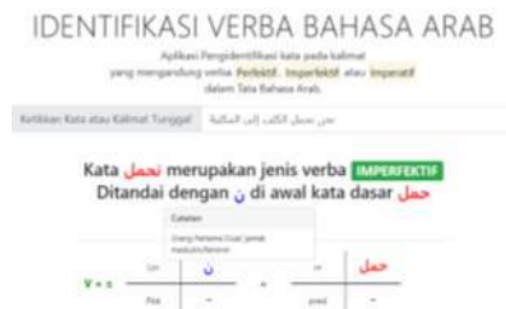 IDENTIFIKASI VERBA BAHASA ARAB
Aplikasi Pengidentifikasi kata pada kalimat
yang mengandung verba Perfektif, Imperfektif atau Imperatif
dalam Tata Bahasa Arab.
Ketikkan Kata atau Kalimat Tunggal نحن نحمل الكتب إلى المكتبة
Kata نحمل merupakan jenis verba IMPERFEKTIF
Ditandai dengan ن di awal kata dasar حمل
Catatan
Orang Pertama Dual, Jamak
maskulin/feminin
ن + حمل
V = s
- -